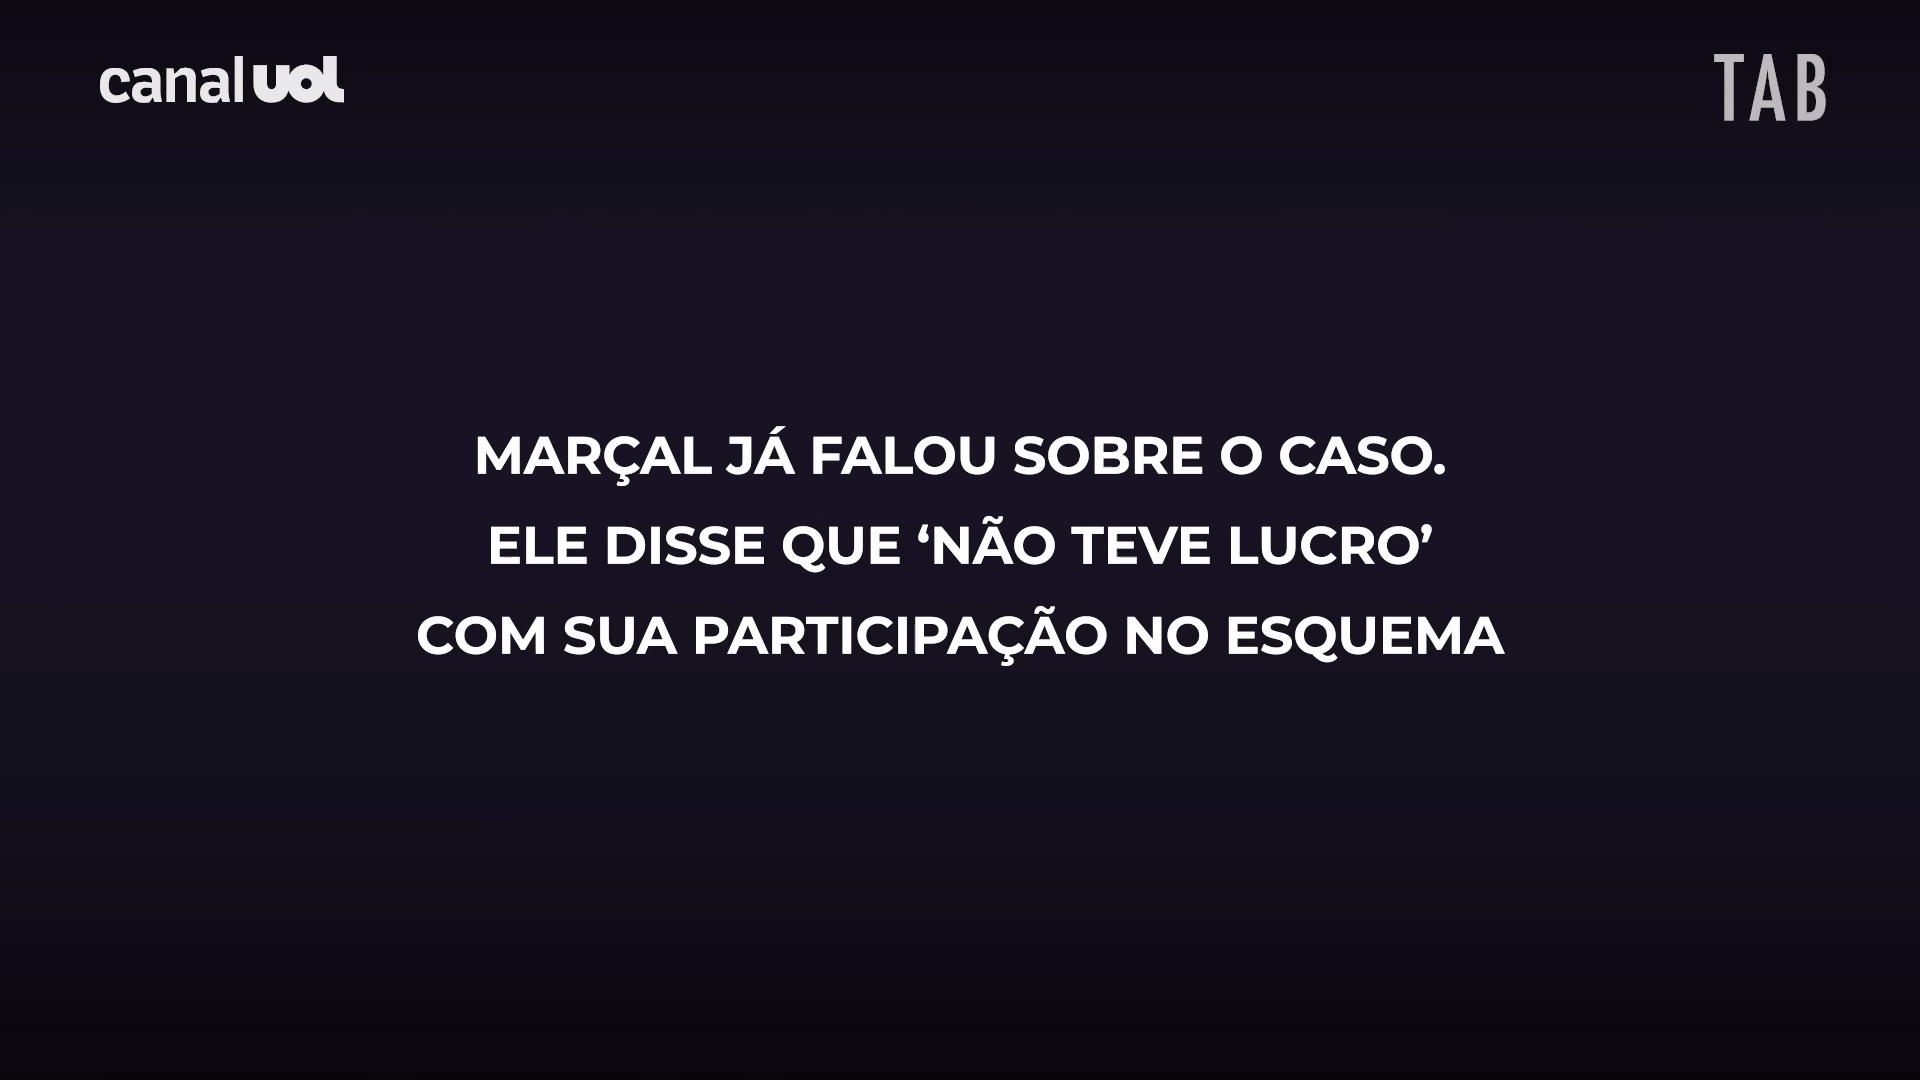 canal uol
TAB
MARÇAL JÁ FALOU SOBRE O CASO.
ELE DISSE QUE ‘NÃO TEVE LUCRO’
COM SUA PARTICIPAÇÃO NO ESQUEMA